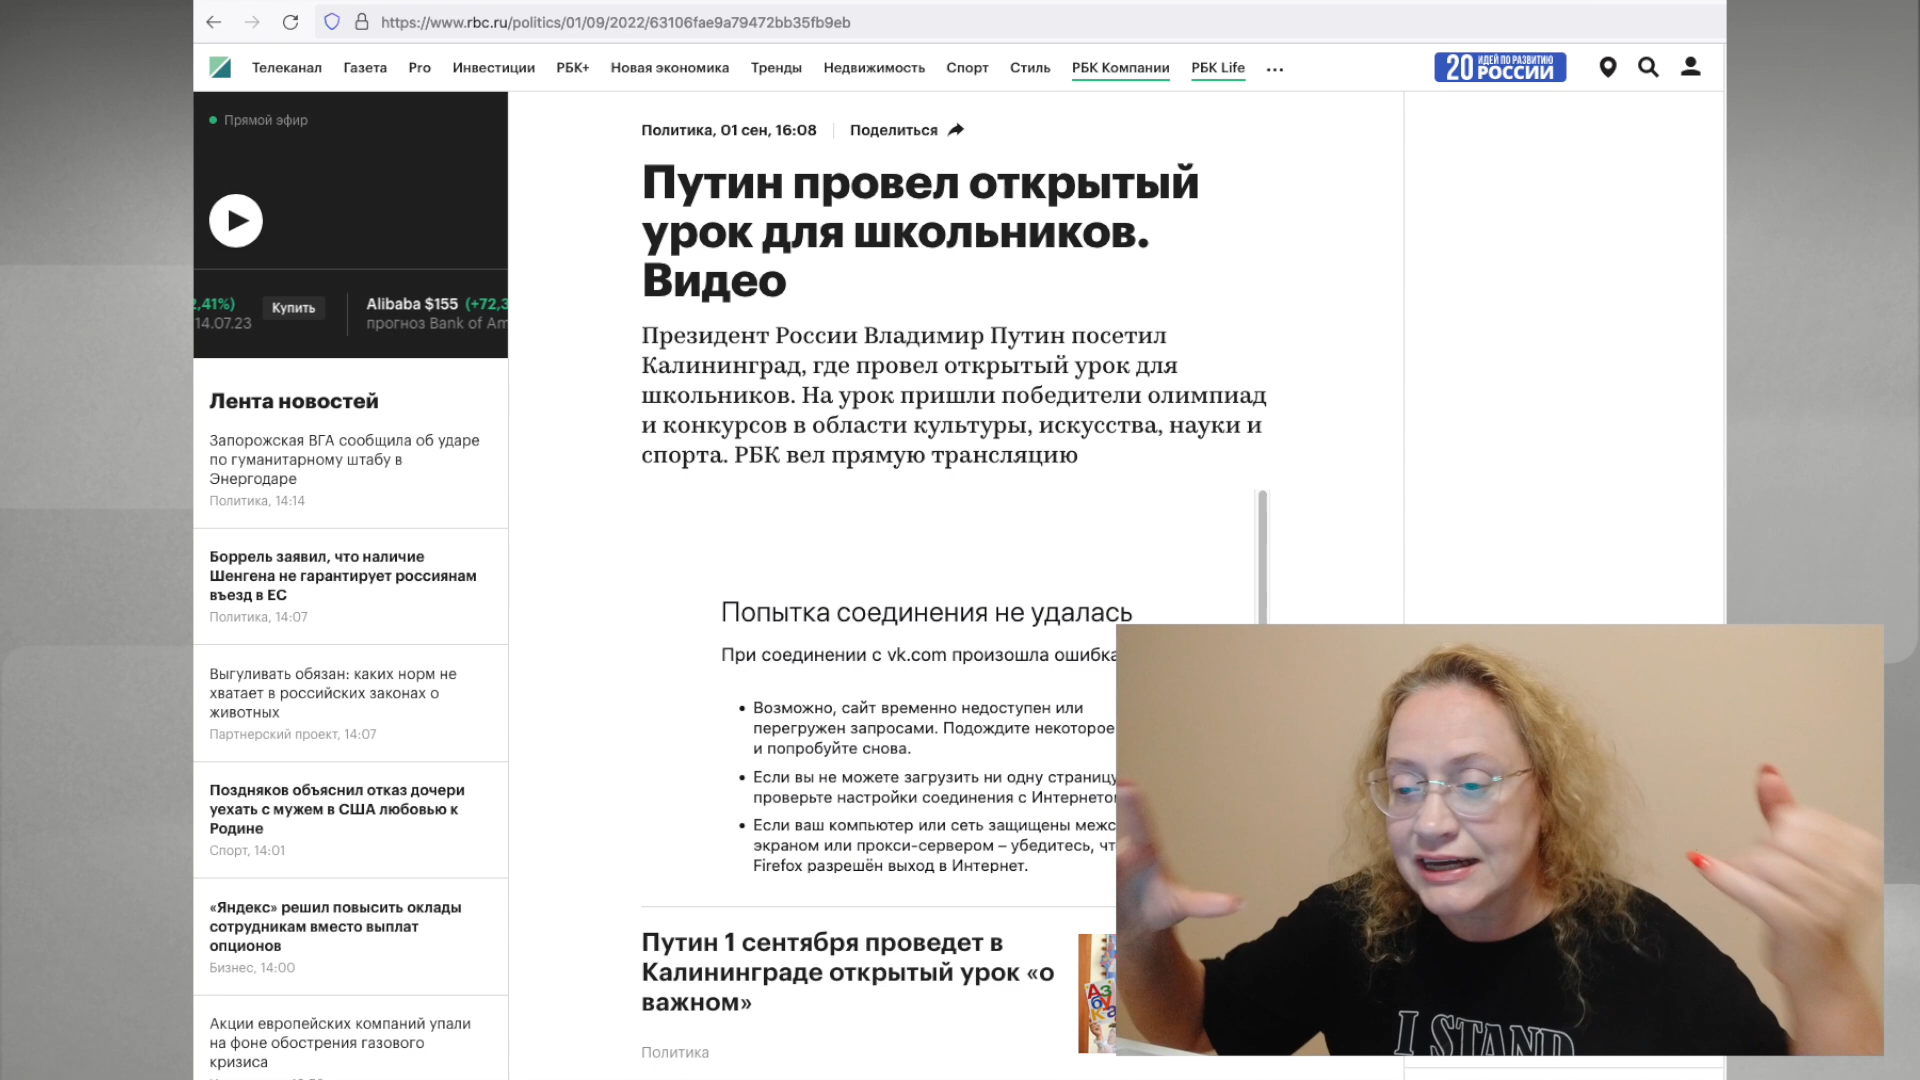 https://www.rbc.ru/politics/01/09/2022/63106fae9a79472bb35fb9eb
Телеканал Газета Pro Инвестиции РБК+ Новая экономика Тренды Недвижимость Спорт Стиль РБК Компании РБК Life ...
20 ИДЕЙ ПО РАЗВИТИЮ
РОССИИ
Прямой эфир
2,41%) Купить Alibaba $155 (+72,3
14.07.23 прогноз Bank of Am
Лента новостей
Запорожская ВГА сообщила об ударе
по гуманитарному штабу в
Энергодаре
Политика, 14:14
Боррель заявил, что наличие
Шенгена не гарантирует россиянам
въезд в ЕС
Политика, 14:07
Выгуливать обязан: каких норм не
хватает в российских законах о
животных
Партнерский проект, 14:07
Поздняков объяснил отказ дочери
уехать с мужем в США любовью к
Родине
Спорт, 14:01
«Яндекс» решил повысить оклады
сотрудникам вместо выплат
опционов
Бизнес, 14:00
Акции европейских компаний упали
на фоне обострения газового
кризиса
Политика, 01 сен, 16:08 Поделиться
Путин провел открытый
урок для школьников.
Видео
Президент России Владимир Путин посетил
Калининград, где провел открытый урок для
школьников. На урок пришли победители олимпиад
и конкурсов в области культуры, искусства, науки и
спорта. РБК вел прямую трансляцию
Попытка соединения не удалась
При соединении с vk.com произошла ошибка
• Возможно, сайт временно недоступен или
перегружен запросами. Подождите некоторое
и попробуйте снова.
• Если вы не можете загрузить ни одну страницу
проверьте настройки соединения с Интернетом
• Если ваш компьютер или сеть защищены межс
экраном или прокси-сервером – убедитесь, чт
Firefox разрешён выход в Интернет.
Путин 1 сентября проведет в
Калининграде открытый урок «о
важном»
Политика
I STAND